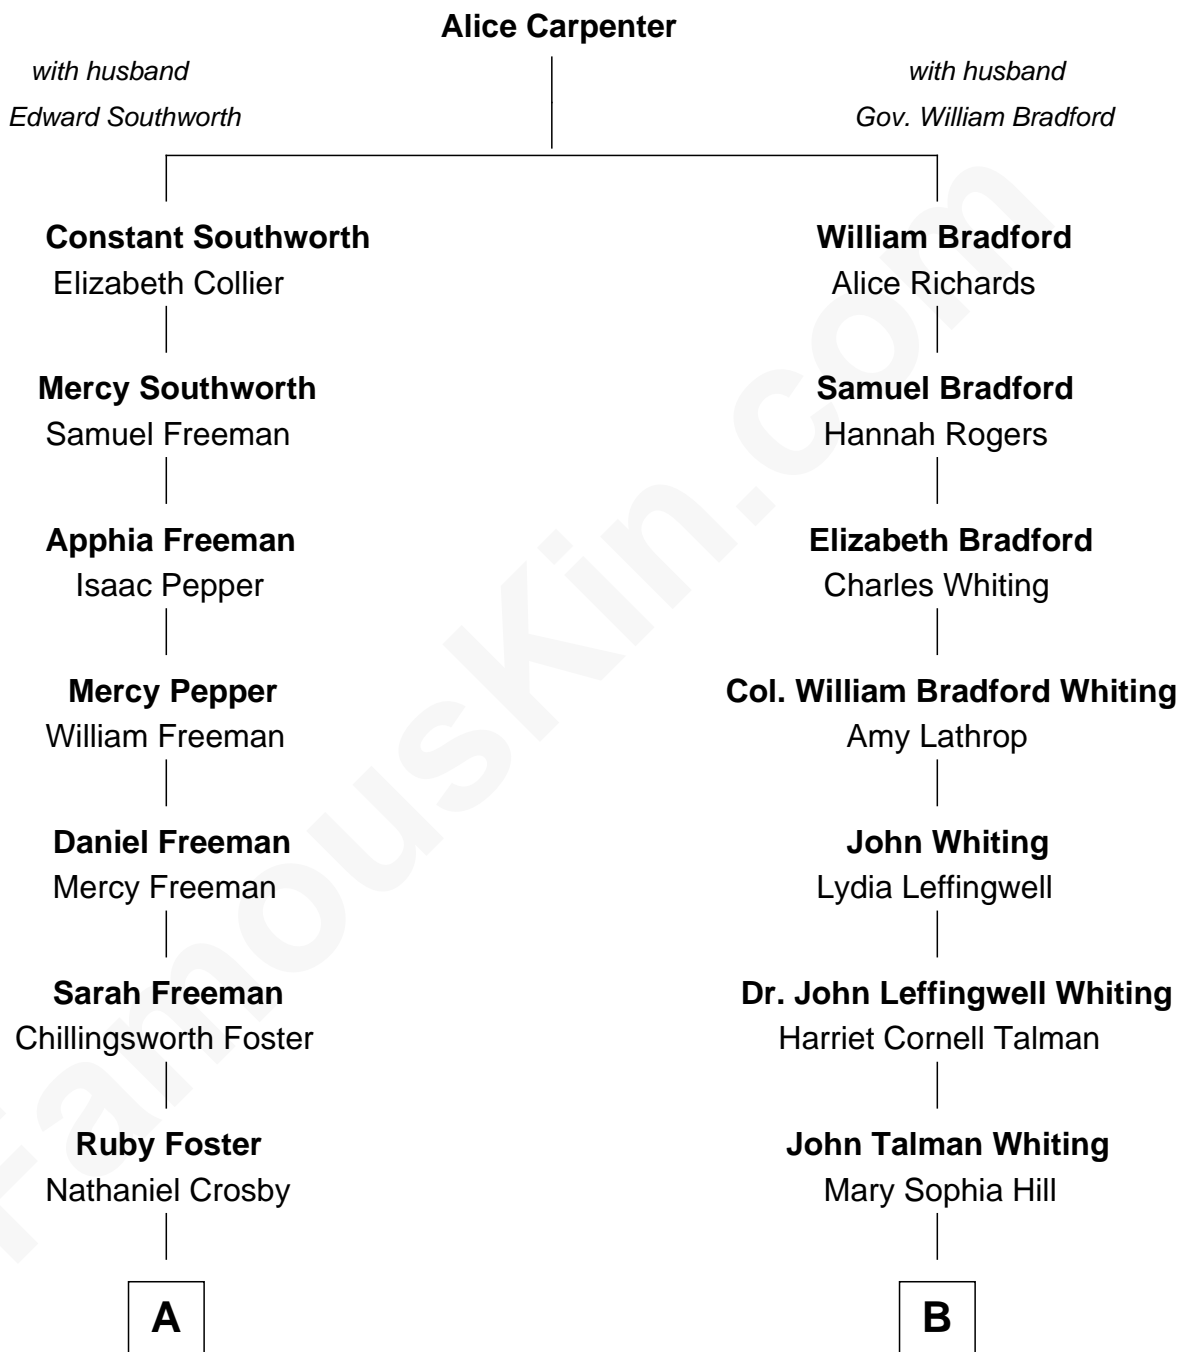 Alice Carpenter
with husband
Edward Southworth
with husband
Gov. William Bradford
Constant Southworth
Elizabeth Collier
William Bradford
Alice Richards
Mercy Southworth
Samuel Freeman
Samuel Bradford
Hannah Rogers
Apphia Freeman
Isaac Pepper
Elizabeth Bradford
Charles Whiting
Mercy Pepper
William Freeman
Col. William Bradford Whiting
Amy Lathrop
Daniel Freeman
Mercy Freeman
John Whiting
Lydia Leffingwell
Sarah Freeman
Chillingsworth Foster
Dr. John Leffingwell Whiting
Harriet Cornell Talman
Ruby Foster
Nathaniel Crosby
John Talman Whiting
Mary Sophia Hill
A
B
FamousKin.com